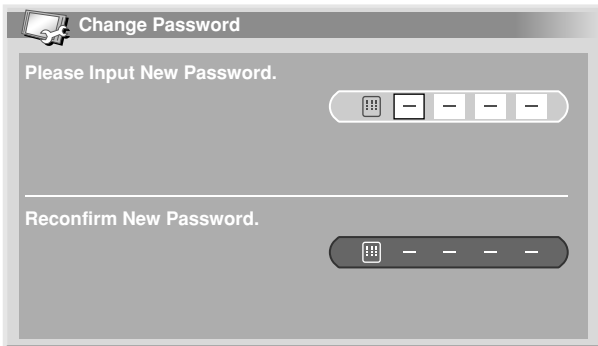 Change Password
Please Input New Password.
– – – –
Reconfirm New Password.
– – – –